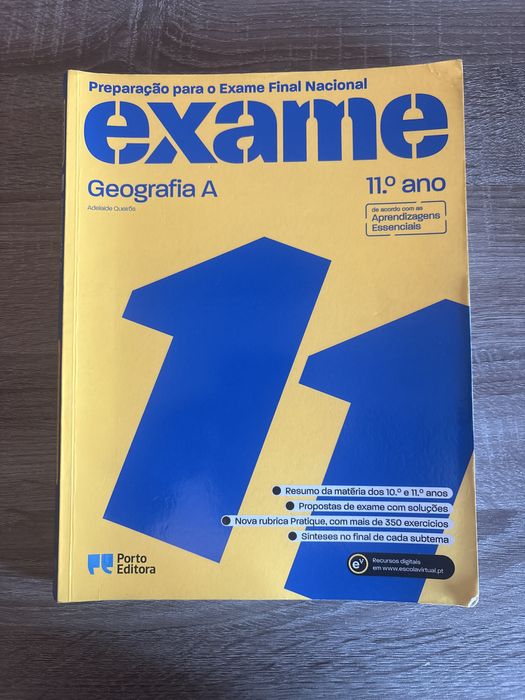 Preparação para o Exame Final Nacional
exame
Geografia A
11.º ano
Adelaide Queirós
de acordo com as
Aprendizagens
Essenciais
11
Resumo da matéria dos 10.º e 11.º anos
Propostas de exame com soluções
Nova rubrica Pratique, com mais de 350 exercícios
Sínteses no final de cada subtema
Porto
Editora
eV
Recursos digitais
em www.escolavirtual.pt